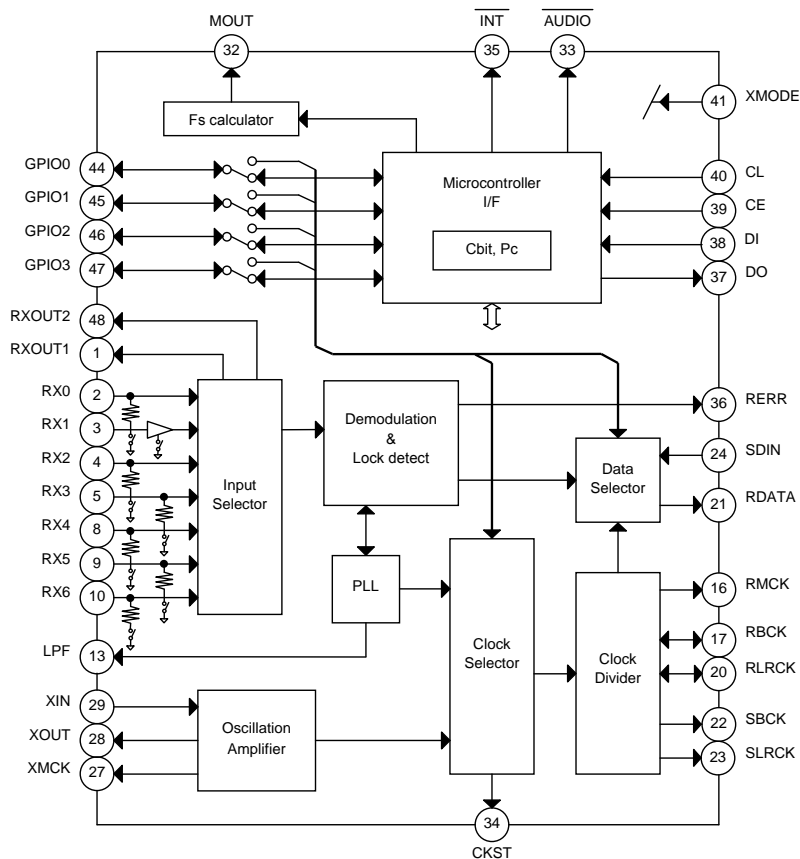 MOUT
INT
AUDIO
32
35
33
XMODE
41
Fs calculator
GPIO0
44
GPIO1
45
GPIO2
46
GPIO3
47
Microcontroller
I/F
Cbit, Pc
CL
40
CE
39
DI
38
DO
37
RXOUT2
48
RXOUT1
1
RX0
2
RX1
3
RX2
4
RX3
5
RX4
8
RX5
9
RX6
10
LPF
13
Input
Selector
Demodulation
&
Lock detect
PLL
Data
Selector
RERR
36
SDIN
24
RDATA
21
RMCK
16
RBCK
17
RLRCK
20
SBCK
22
SLRCK
23
Clock
Selector
Clock
Divider
XIN
29
XOUT
28
XMCK
27
Oscillation
Amplifier
34
CKST